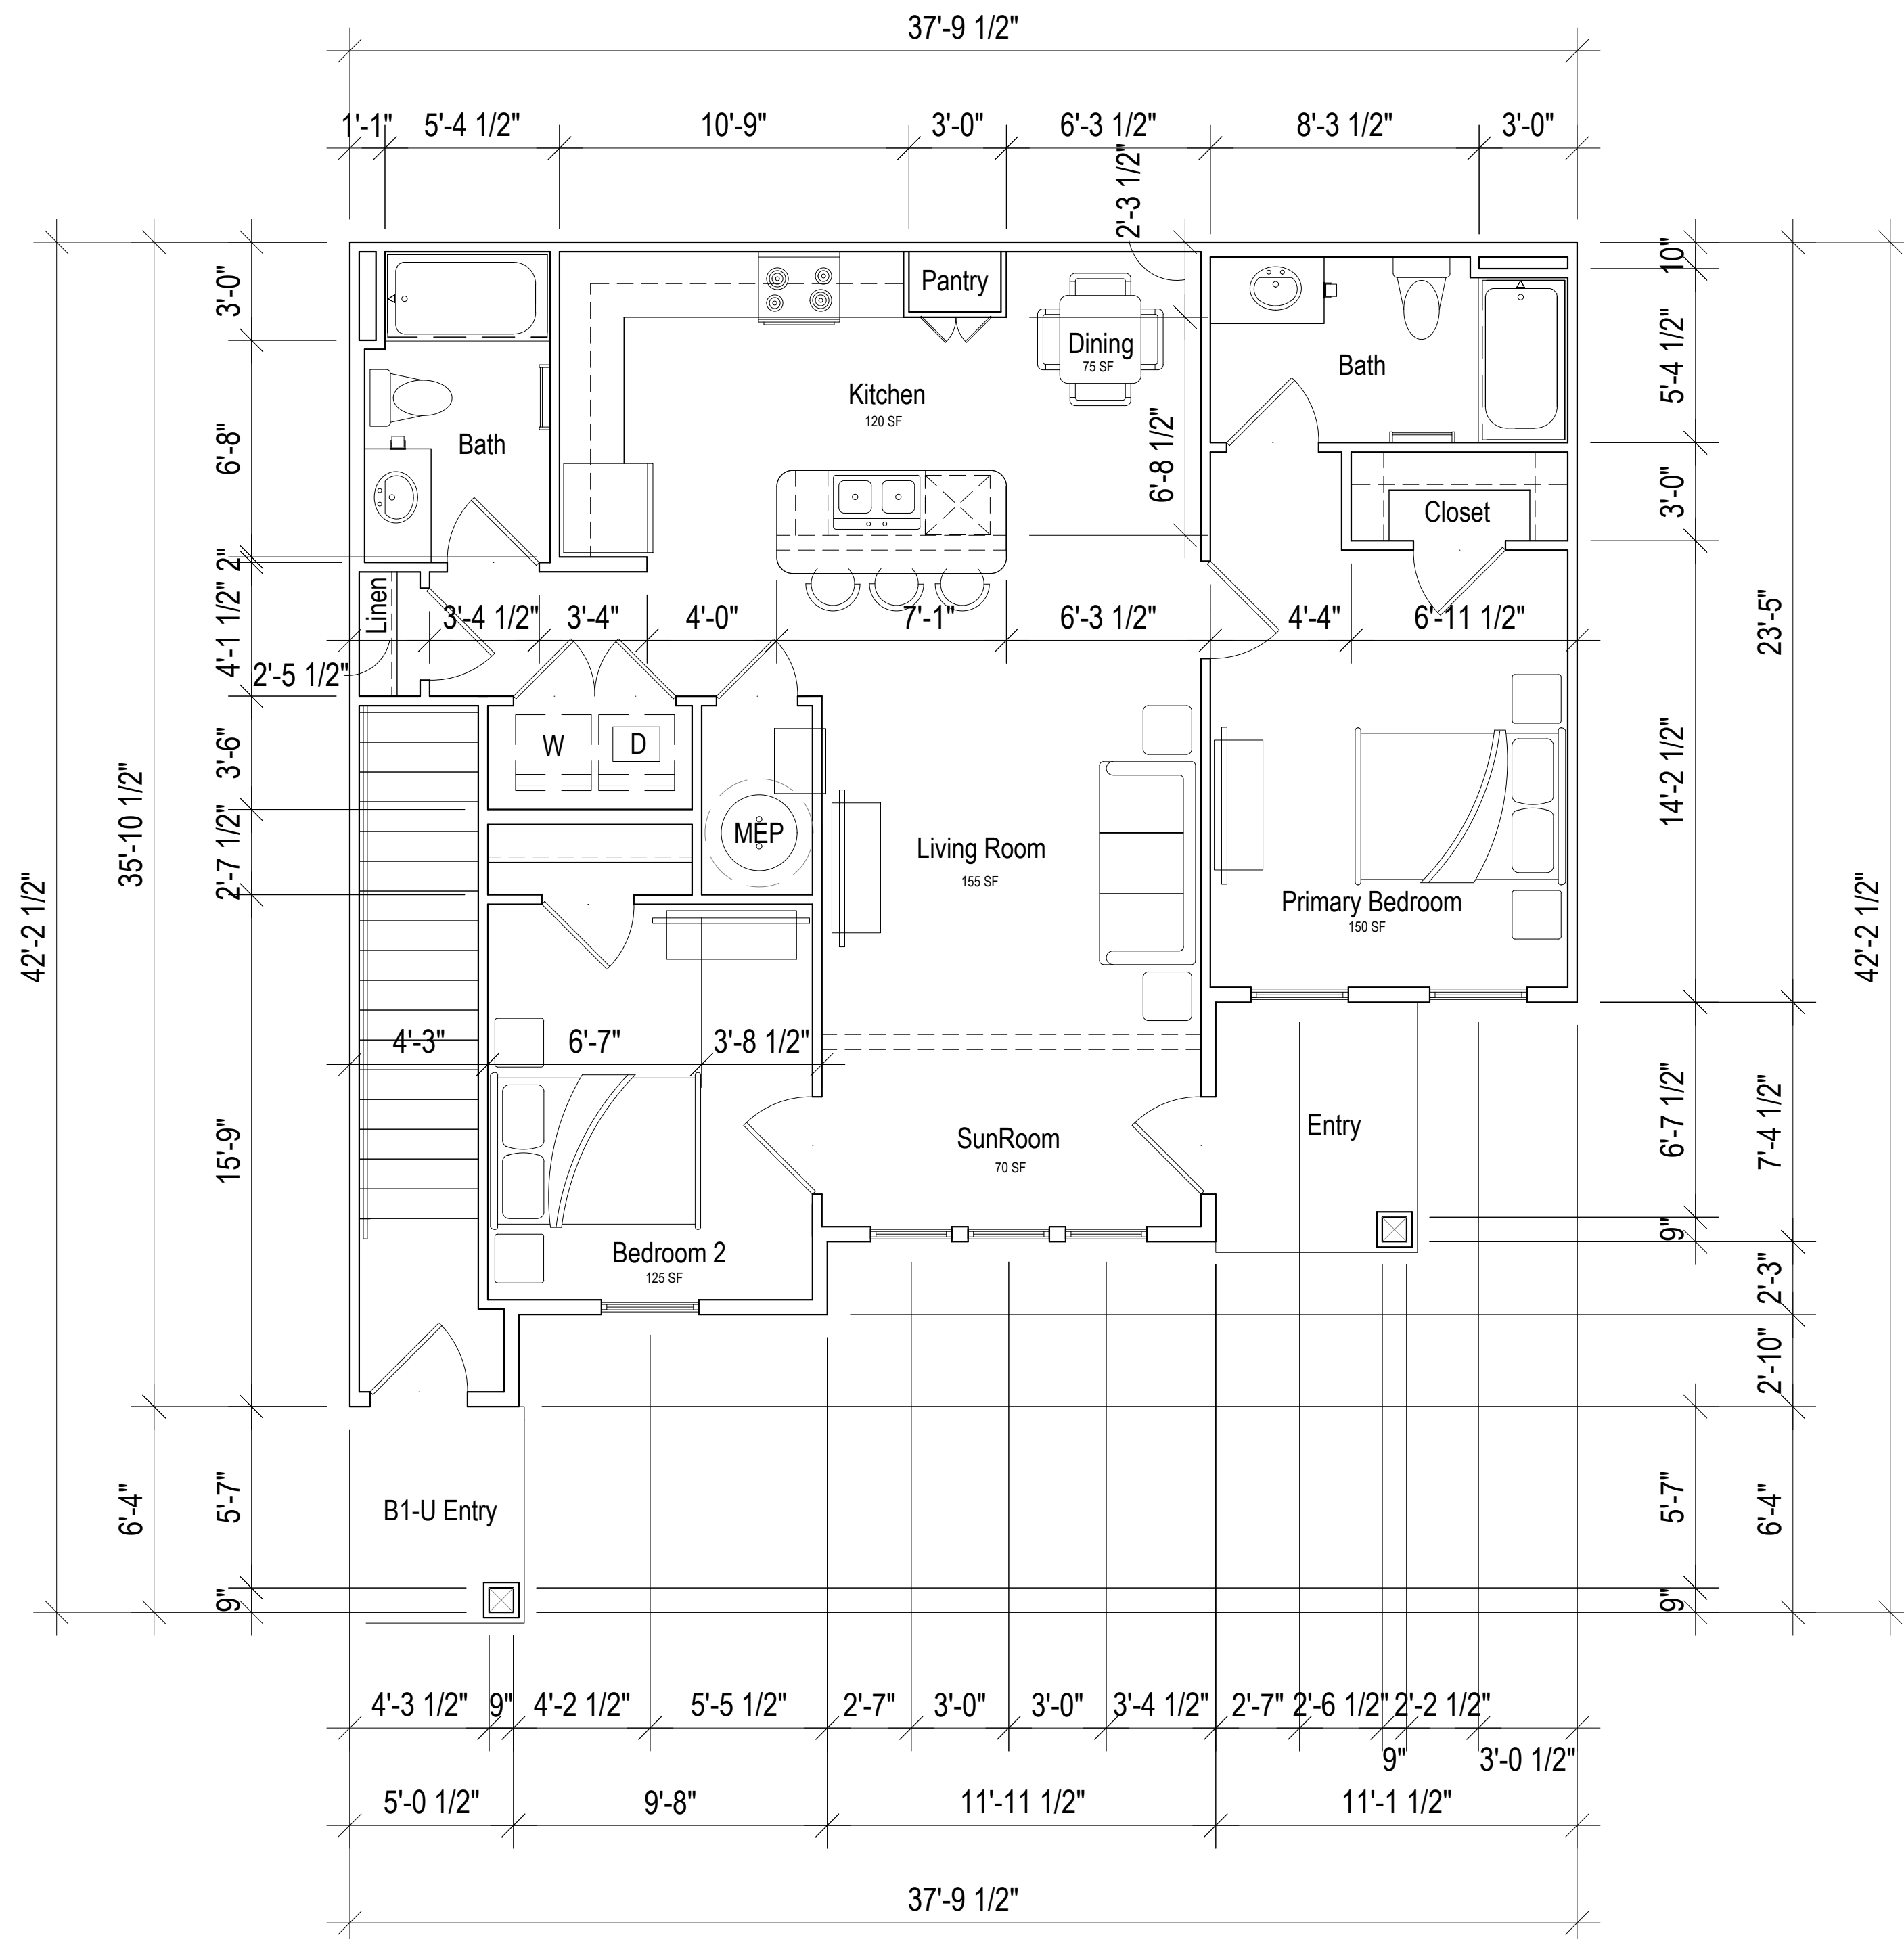 37'-9 1/2"
1'-1"
5'-4 1/2"
10'-9"
3'-0"
6'-3 1/2"
8'-3 1/2"
3'-0"
2'-3 1/2"
3'-0"
10"
Pantry
Dining
75 SF
5'-4 1/2"
Bath
Kitchen
120 SF
6'-8"
Bath
6'-8 1/2"
3'-0"
Closet
2"
Linen
4'-1 1/2"
3'-4 1/2"
3'-4"
4'-0"
7'-1"
6'-3 1/2"
4'-4"
6'-11 1/2"
23'-5"
2'-5 1/2"
3'-6"
W
D
14'-2 1/2"
35'-10 1/2"
2'-7 1/2"
MEP
Living Room
155 SF
Primary Bedroom
150 SF
42'-2 1/2"
42'-2 1/2"
4'-3"
6'-7"
3'-8 1/2"
15'-9"
SunRoom
70 SF
Entry
6'-7 1/2"
7'-4 1/2"
9"
Bedroom 2
125 SF
2'-3"
2'-10"
6'-4"
5'-7"
B1-U Entry
5'-7"
6'-4"
9"
9"
4'-3 1/2"
9"
4'-2 1/2"
5'-5 1/2"
2'-7"
3'-0"
3'-0"
3'-4 1/2"
2'-7"
2'-6 1/2"
2'-2 1/2"
9"
3'-0 1/2"
5'-0 1/2"
9'-8"
11'-11 1/2"
11'-1 1/2"
37'-9 1/2"